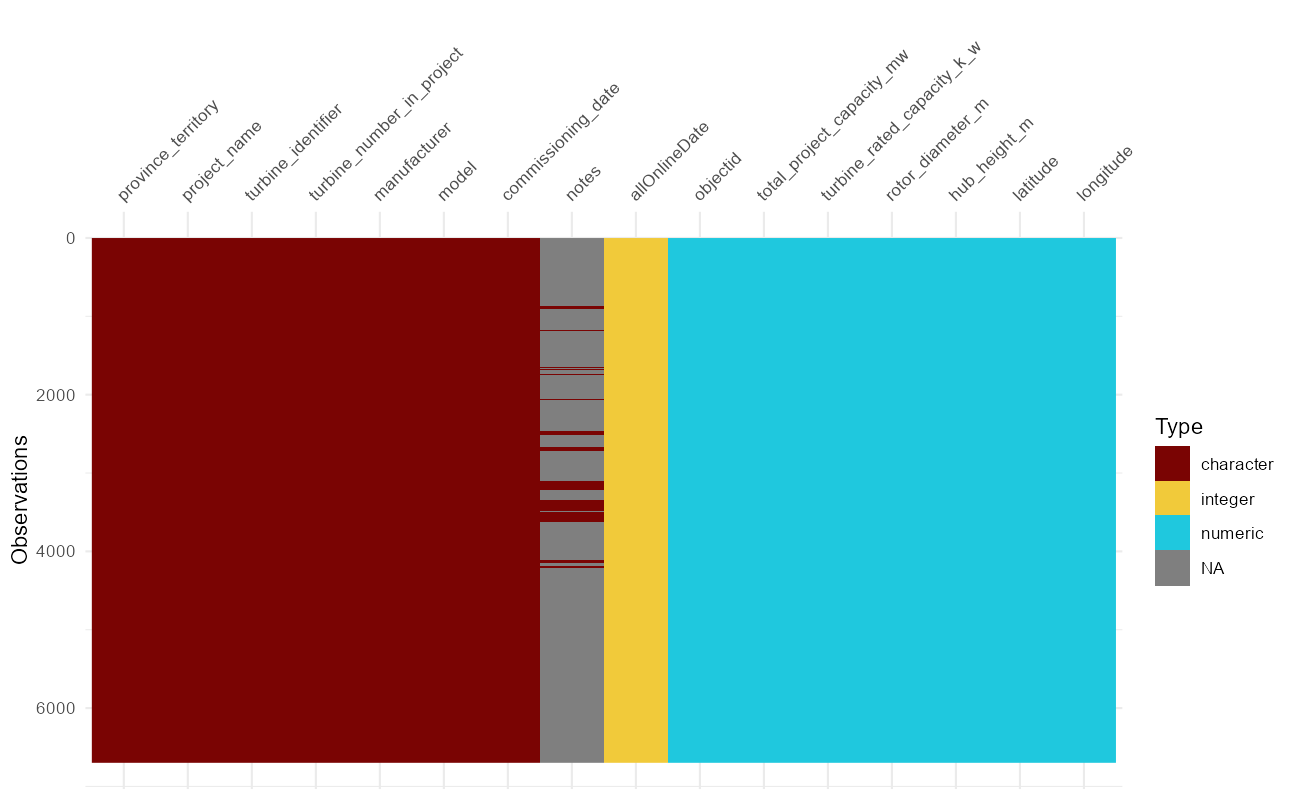 province_territory
project_name
turbine_identifier
turbine_number_in_project
manufacturer
model
commissioning_date
notes
allOnlineDate
objectid
total_project_capacity_mw
turbine_rated_capacity_k_w
rotor_diameter_m
hub_height_m
latitude
longitude
0
2000
4000
6000
Observations
Type
character
integer
numeric
NA